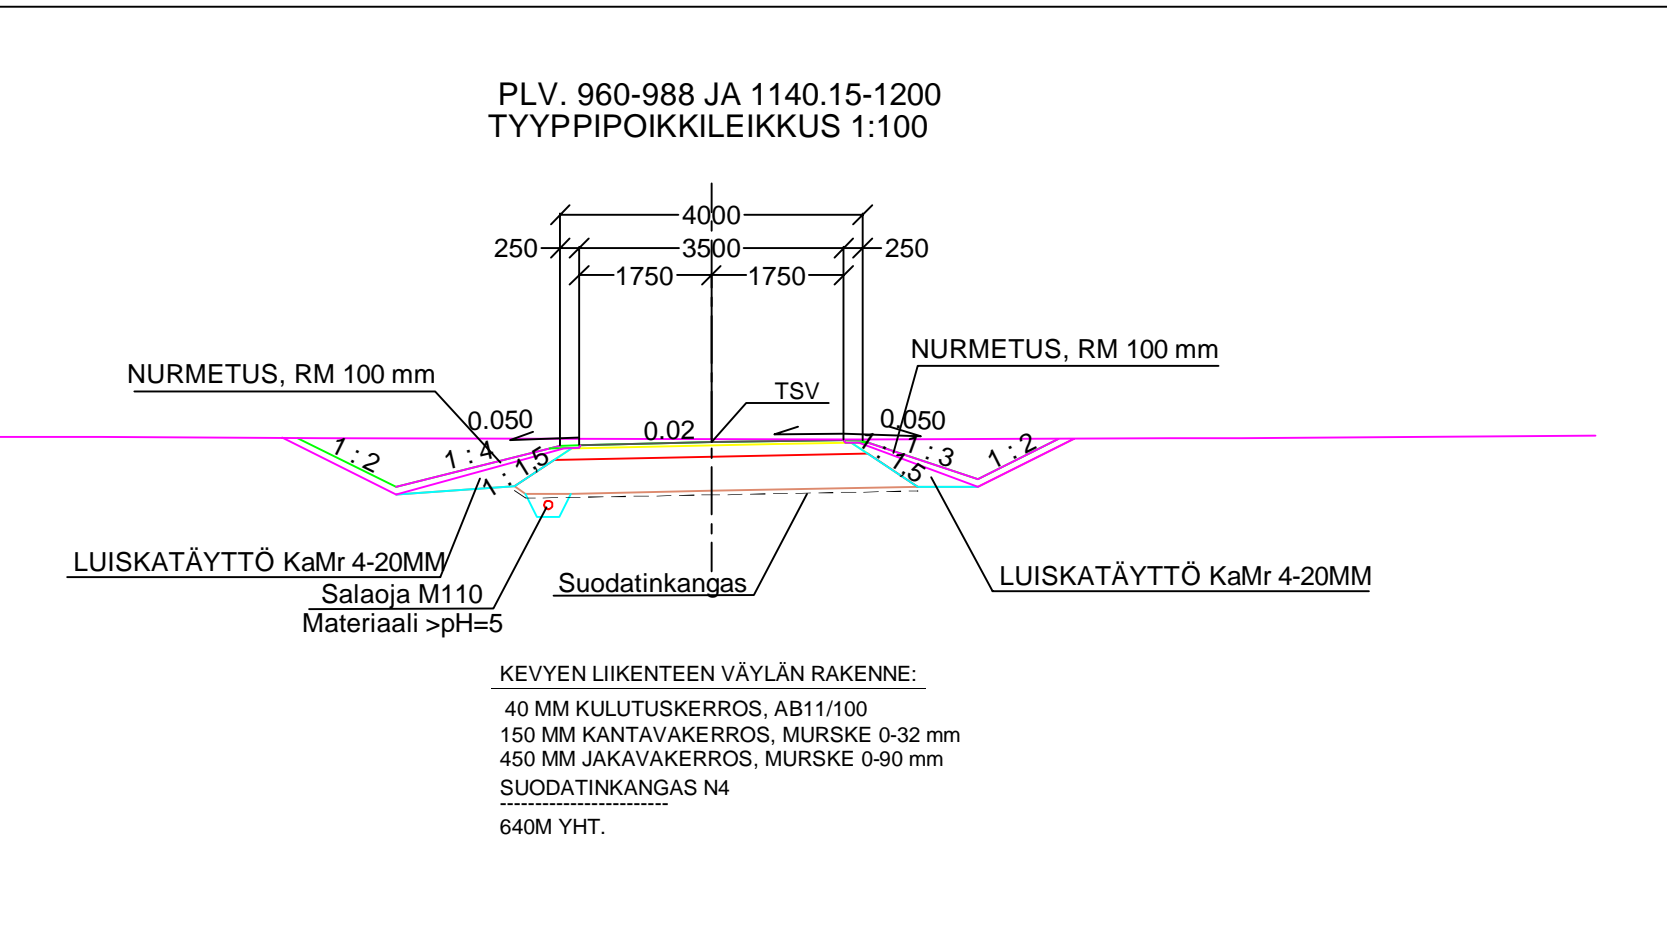 PLV. 960-988 JA 1140.15-1200
TYYPPIPOIKKILEIKKUS 1:100
4000
250
3500
250
1750
1750
NURMETUS, RM 100 mm
NURMETUS, RM 100 mm
TSV
0.050
0.02
0.050
1 : 2
1 : 4
1 : 1.5
1 : 1.5
1 : 3
1 : 2
LUISKATÄYTTÖ KaMr 4-20MM
Salaoja M110
Materiaali >pH=5
Suodatinkangas
LUISKATÄYTTÖ KaMr 4-20MM
KEVYEN LIIKENTEEN VÄYLÄN RAKENNE:
40 MM KULUTUSKERROS, AB11/100
150 MM KANTAVAKERROS, MURSKE 0-32 mm
450 MM JAKAVAKERROS, MURSKE 0-90 mm
SUODATINKANGAS N4
------------------------
640M YHT.